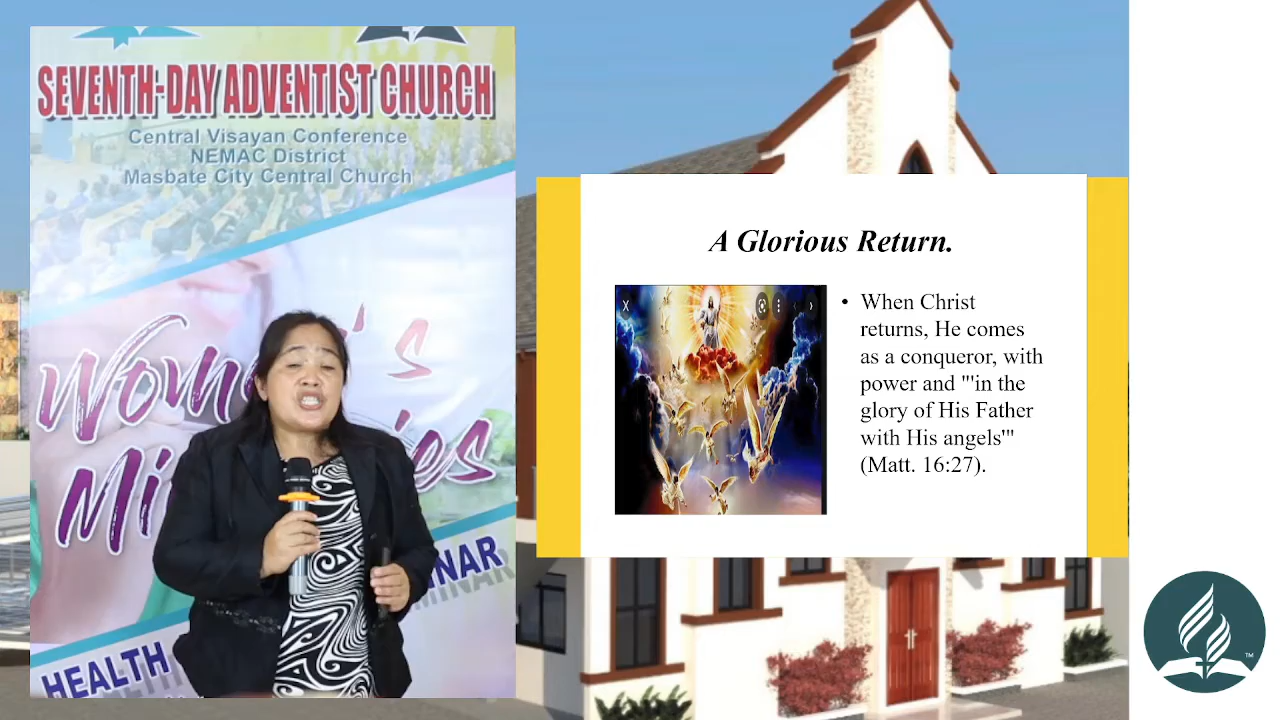 SEVENTH-DAY ADVENTIST CHURCH
Central Visayan Conference
NEMAC District
Masbate City Central Church
HEALTH
A Glorious Return.
• When Christ
returns, He comes
as a conqueror, with
power and "'in the
glory of His Father
with His angels'"
(Matt. 16:27).
TM